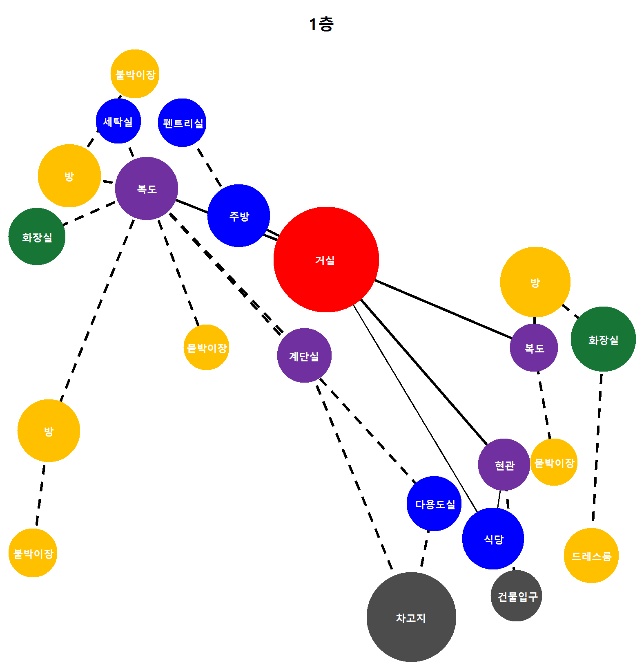 1층
붙박이장
세탁실
펜트리실
방
복도
주방
화장실
거실
방
화장실
복도
붙박이장
계단실
방
현관
붙박이장
다용도실
식당
붙박이장
드레스룸
건물입구
차고지